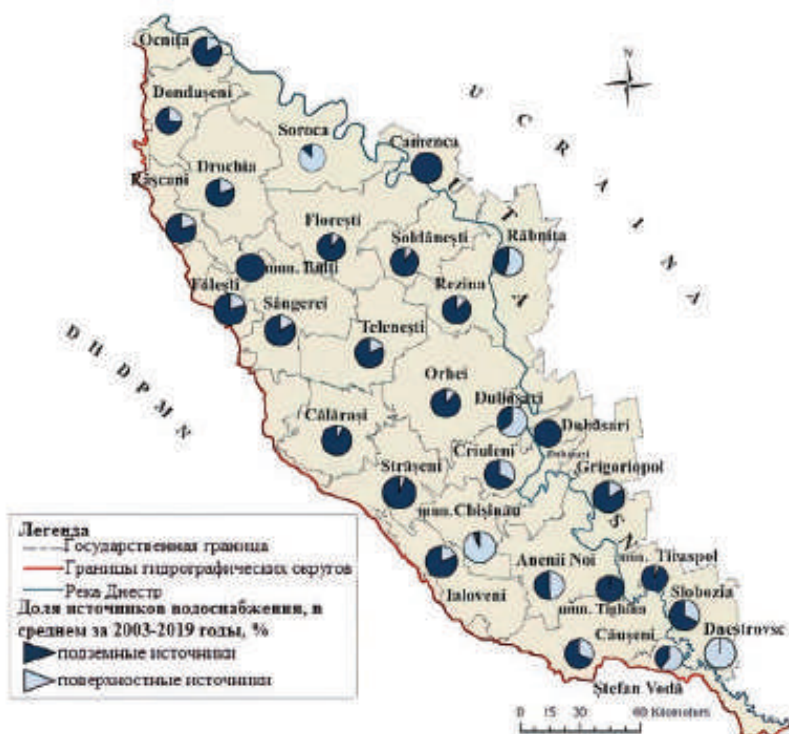 Ocnița
N
Dondușeni
U C R A I N A
Soroca
Camenca
Râșcani
Drochia
U T A
Florești
Șoldănești
Râbnița
mun. Bălți
Fălești
Sângerei
Rezina
Telenești
D H D P M N
Orhei
Dubăsari
Călărași
Dubăsari
Criuleni
Strășeni
Grigoriopol
mun. Chișinău
S N
Anenii Noi
mun. Tiraspol
Ialoveni
mun. Tighina
Slobozia
Căușeni
Dnestrovsc
Ștefan Vodă
Легенда
Государственная граница
Границы гидрографических округов
Река Днестр
Доля источников водоснабжения, в
среднем за 2003-2019 годы, %
подземные источники
поверхностные источники
0 15 30 60 Kilometers